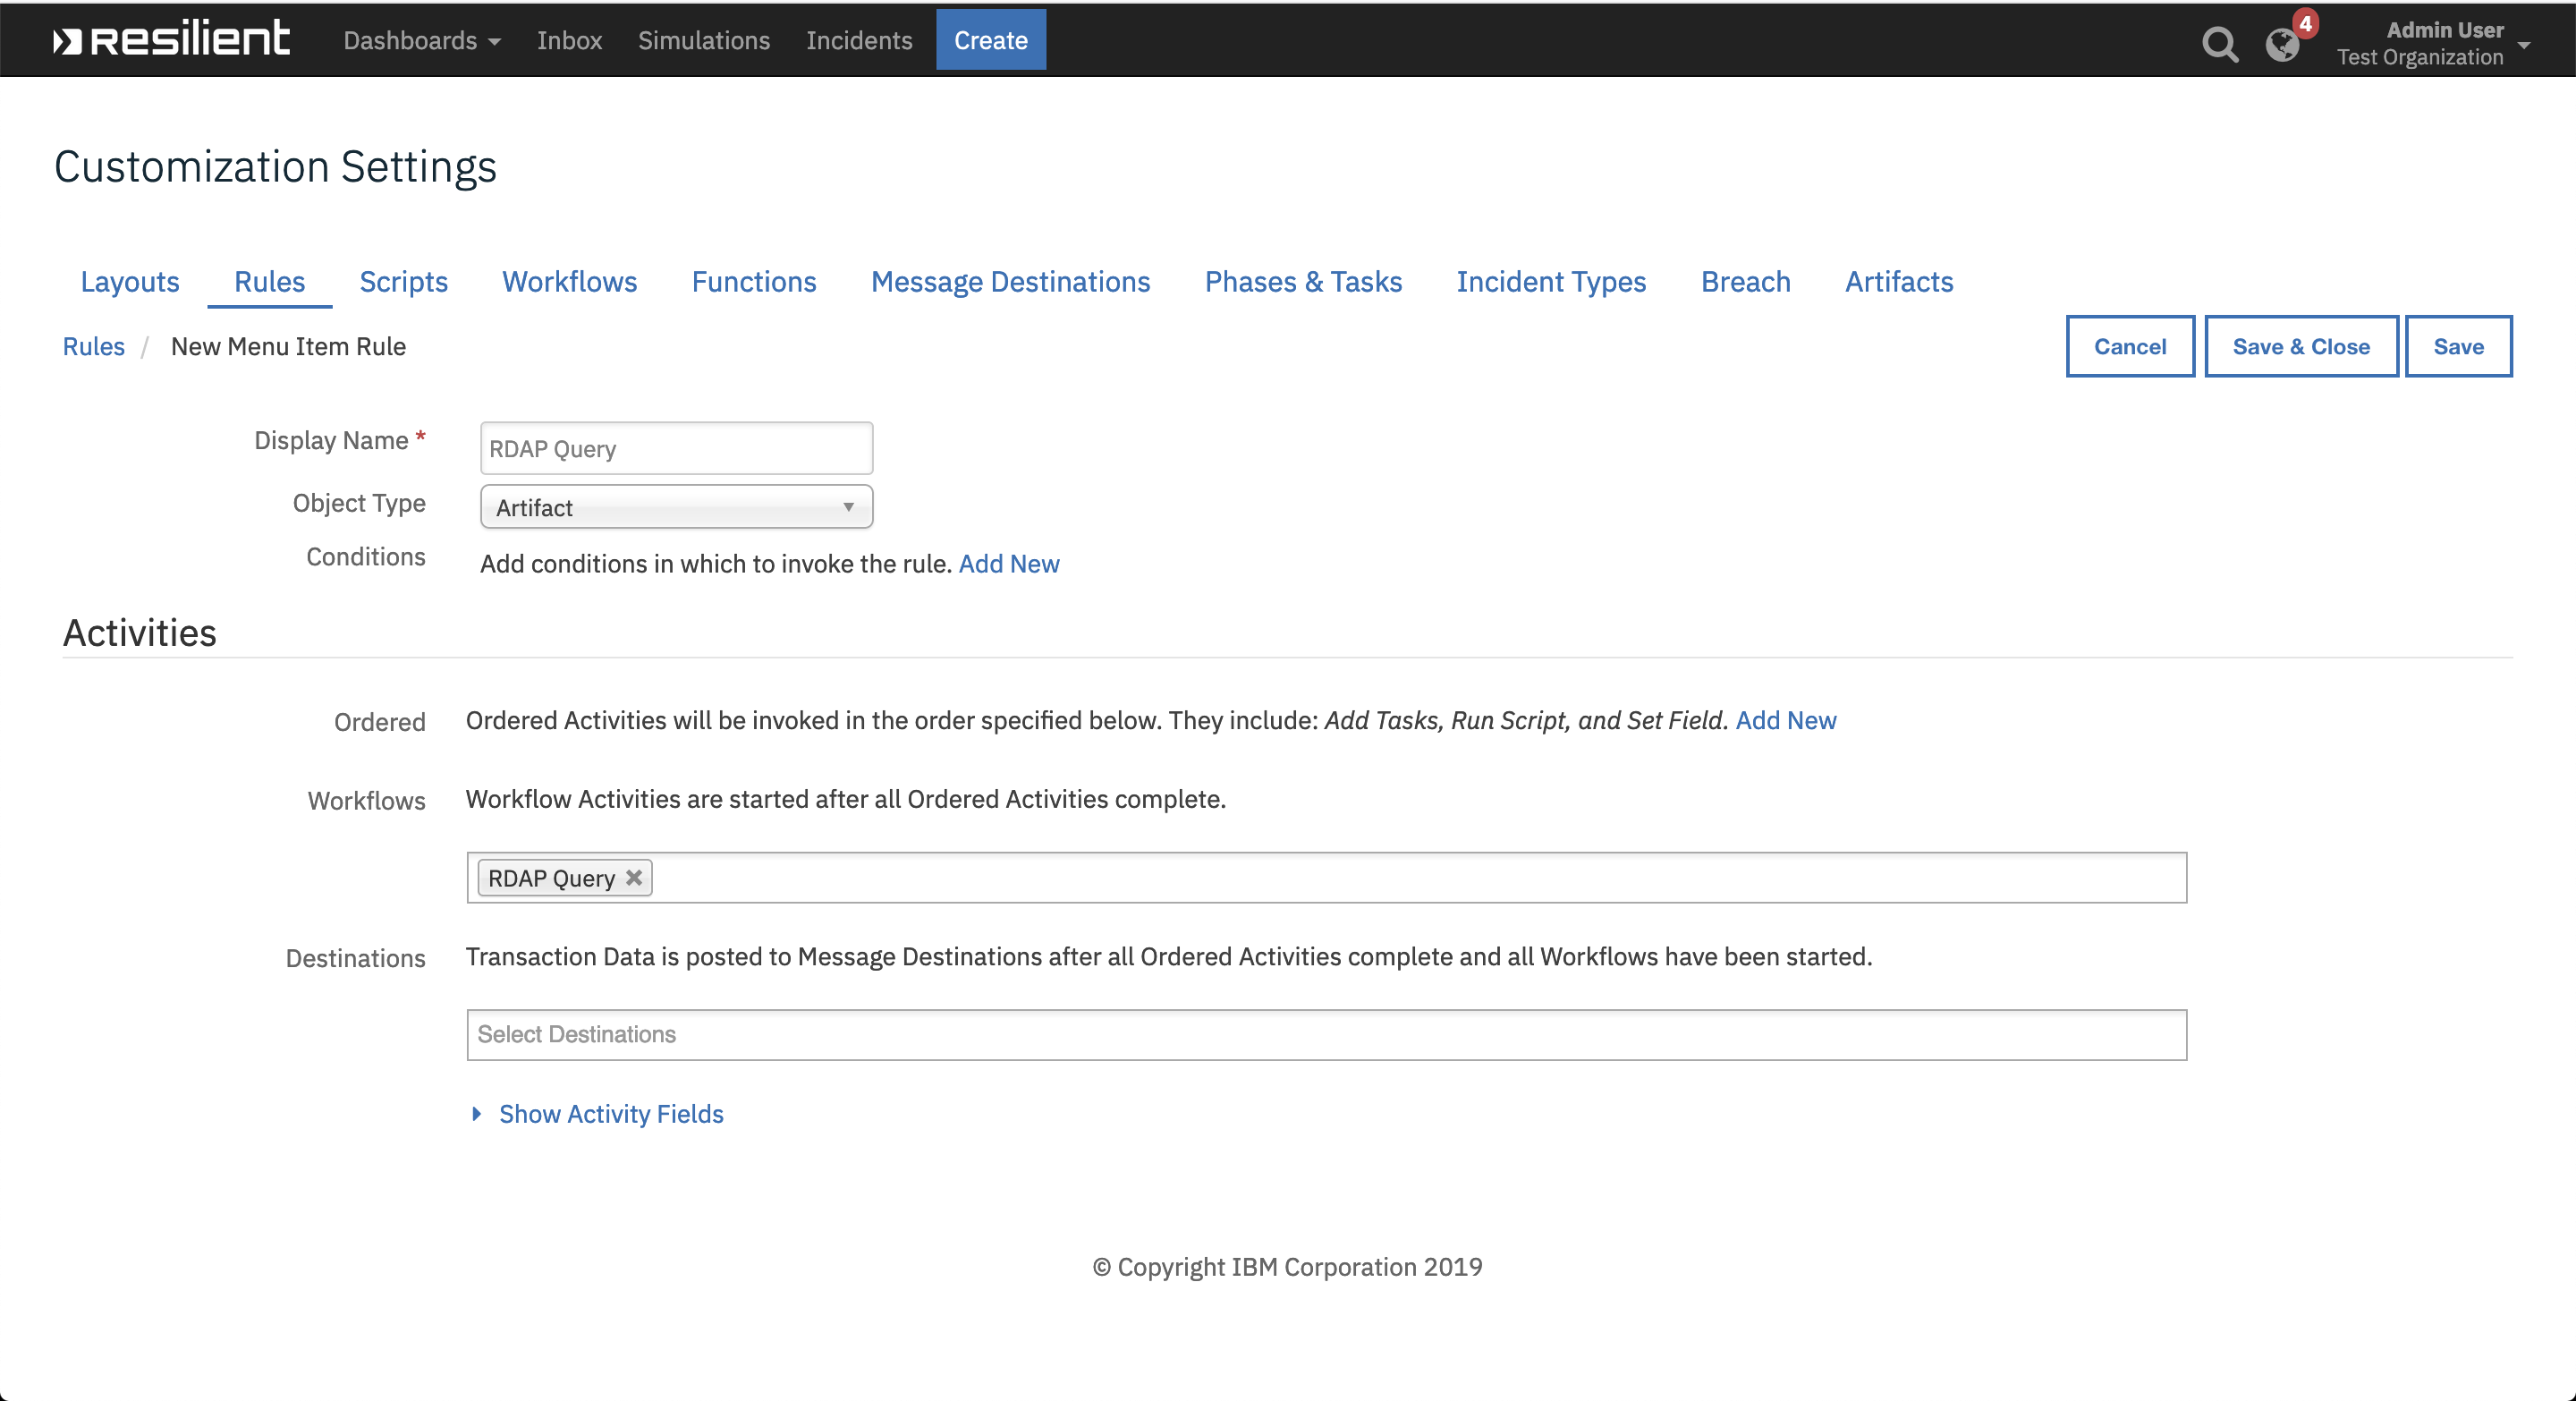 resilient Dashboards Inbox Simulations Incidents Create 4 Admin User
Test Organization
Customization Settings
Layouts Rules Scripts Workflows Functions Message Destinations Phases & Tasks Incident Types Breach Artifacts
Rules / New Menu Item Rule Cancel Save & Close Save
Display Name * RDAP Query
Object Type Artifact
Conditions Add conditions in which to invoke the rule. Add New
Activities
Ordered Ordered Activities will be invoked in the order specified below. They include: Add Tasks, Run Script, and Set Field. Add New
Workflows Workflow Activities are started after all Ordered Activities complete.
RDAP Query
Destinations Transaction Data is posted to Message Destinations after all Ordered Activities complete and all Workflows have been started.
Select Destinations
Show Activity Fields
© Copyright IBM Corporation 2019